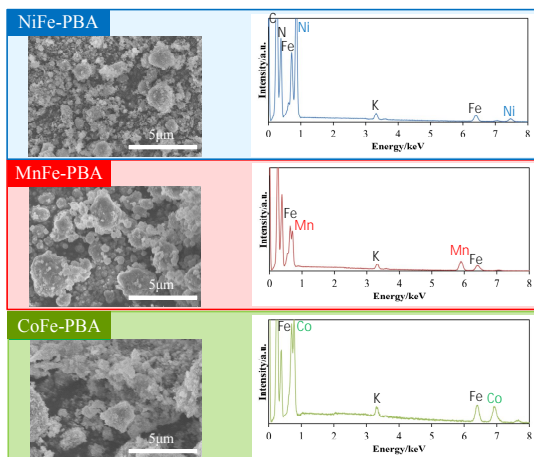 NiFe-PBA
5μm
C
N
Fe
Ni
K
Fe
Ni
Intensity/a.u.
0 1 2 3 4 5 6 7 8
Energy/keV
MnFe-PBA
5μm
Fe
Mn
K
Mn
Fe
Intensity/a.u.
0 1 2 3 4 5 6 7 8
Energy/keV
CoFe-PBA
5μm
Fe
Co
K
Fe
Co
Intensity/a.u.
0 1 2 3 4 5 6 7 8
Energy/keV